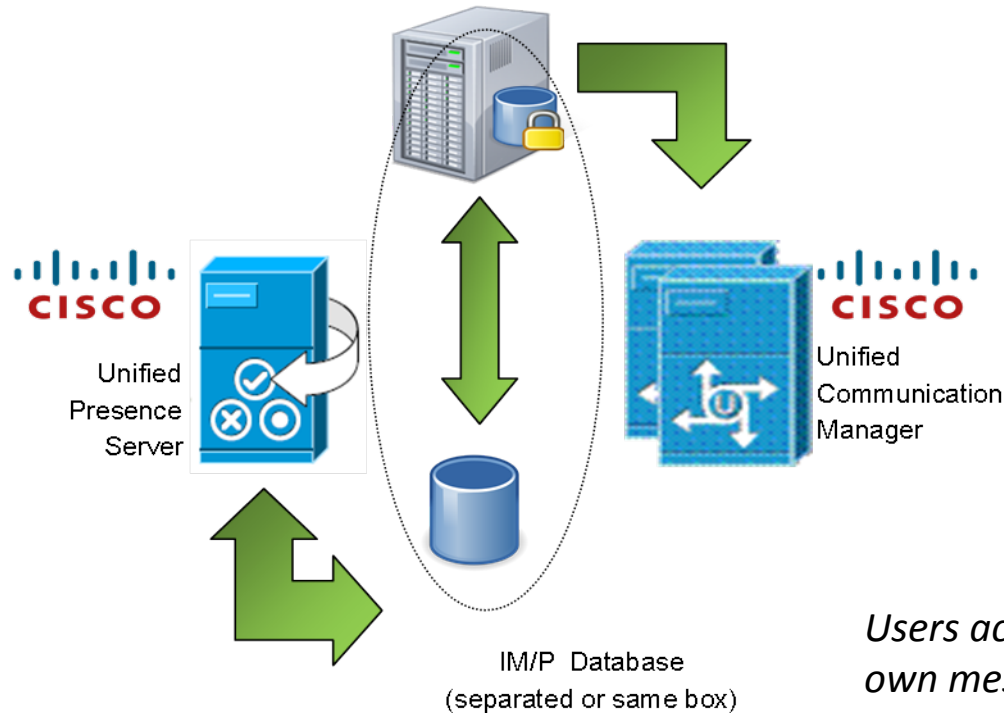 CISCO
Unified
Presence
Server
CISCO
Unified
Communication
Manager
IM/P Database
(separated or same box)
Users ac
own mes